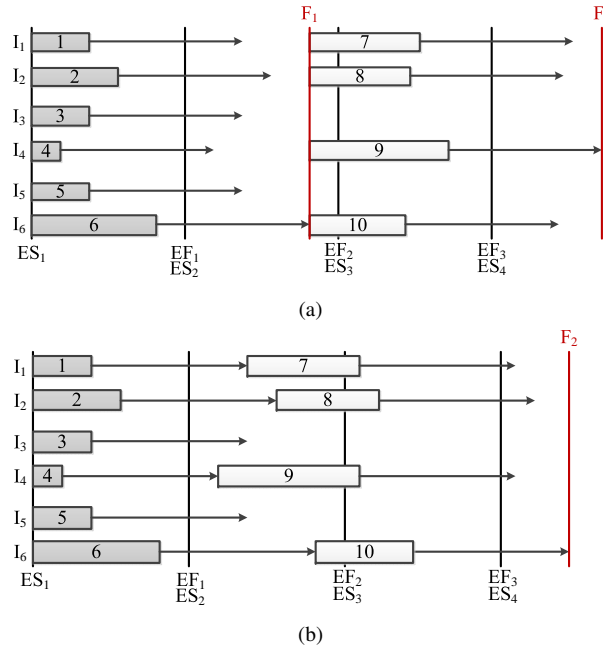 F₁ F
I₁ 1 7
I₂ 2 8
I₃ 3
I₄ 4 9
I₅ 5
I₆ 6 10
ES₁ EF₁ EF₂ EF₃
ES₂ ES₃ ES₄
(a)
F₂
I₁ 1 7
I₂ 2 8
I₃ 3
I₄ 4 9
I₅ 5
I₆ 6 10
ES₁ EF₁ EF₂ EF₃
ES₂ ES₃ ES₄
(b)